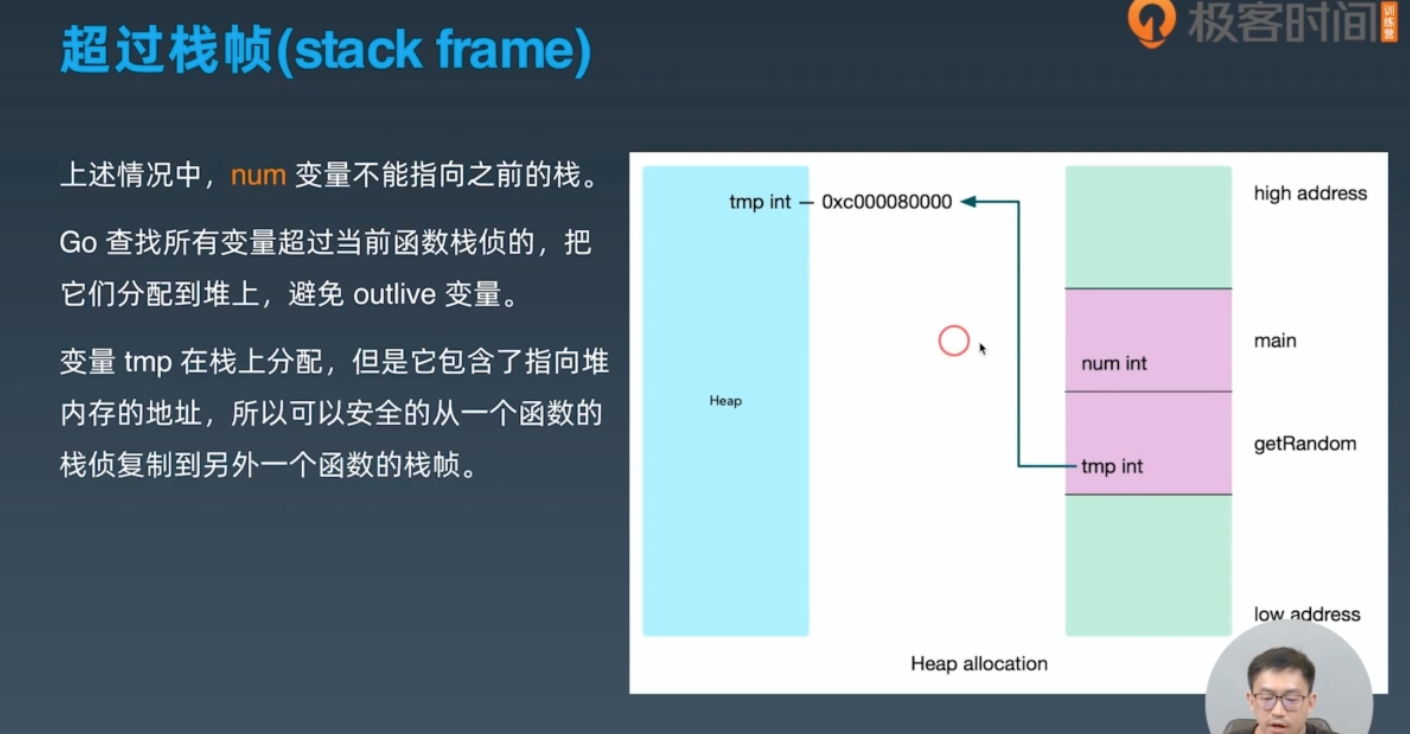 超过栈帧(stack frame)
极客时间
训练营
上述情况中，num 变量不能指向之前的栈。
Go 查找所有变量超过当前函数栈侦的，把
它们分配到堆上，避免 outlive 变量。
变量 tmp 在栈上分配，但是它包含了指向堆
内存的地址，所以可以安全的从一个函数的
栈侦复制到另外一个函数的栈帧。
tmp int
0xc000080000
high address
main
num int
Heap
getRandom
tmp int
low address
Heap allocation